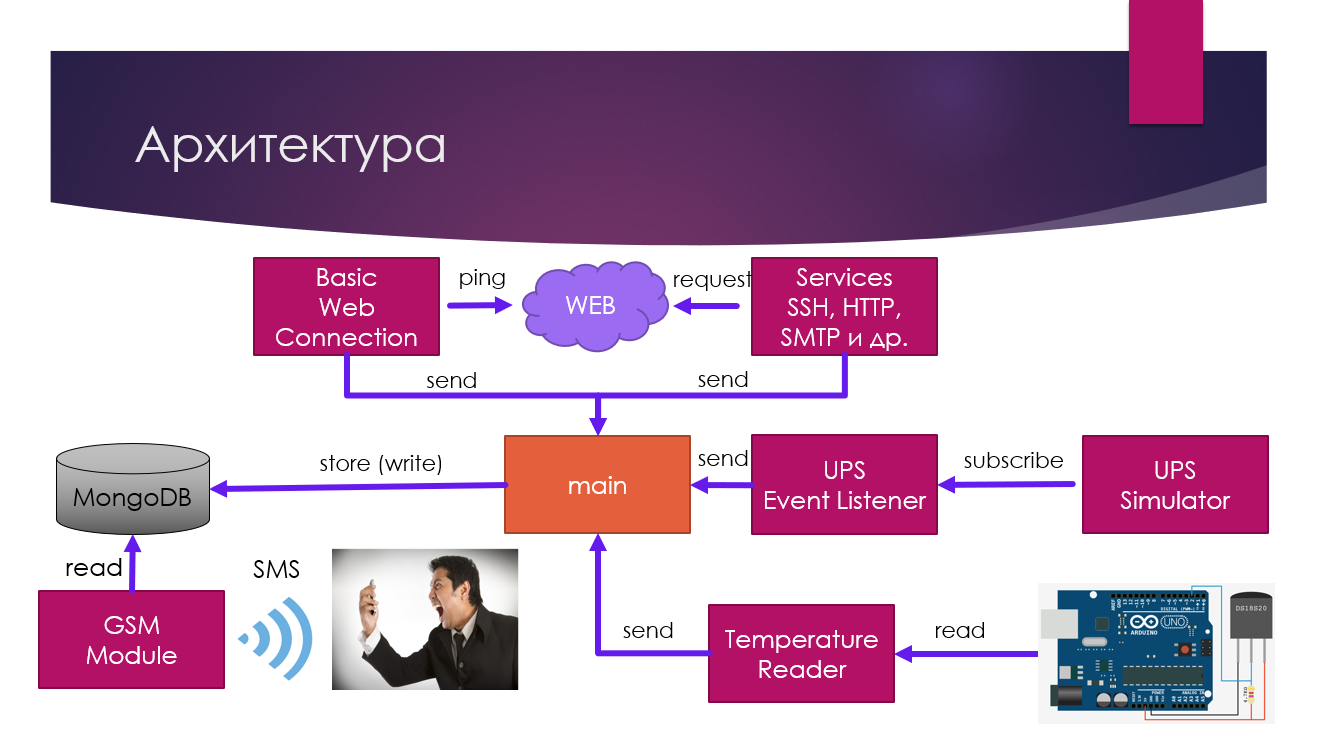 Архитектура
Basic
Web
Connection
ping
WEB
request
Services
SSH, HTTP,
SMTP и др.
send
send
MongoDB
store (write)
main
send
UPS
Event Listener
subscribe
UPS
Simulator
read
SMS
GSM
Module
send
Temperature
Reader
read
UNO
ARDUINO
DS18S20